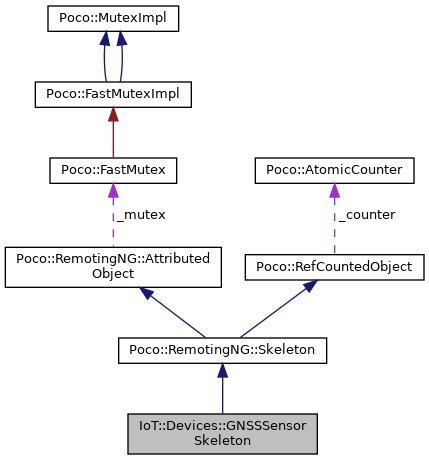 Poco::MutexImpl
Poco::FastMutexImpl
Poco::FastMutex
Poco::AtomicCounter
_mutex
_counter
Poco::RemotingNG::Attributed
Object
Poco::RefCountedObject
Poco::RemotingNG::Skeleton
IoT::Devices::GNSSSensor
Skeleton